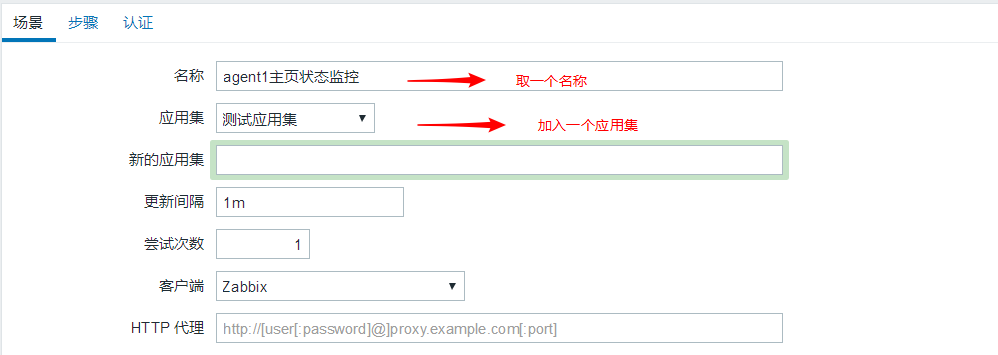 场景 步骤 认证
名称 agent1主页状态监控 取一个名称
应用集 测试应用集 加入一个应用集
新的应用集
更新间隔 1m
尝试次数 1
客户端 Zabbix
HTTP 代理 http://[user[:password]@]proxy.example.com[:port]